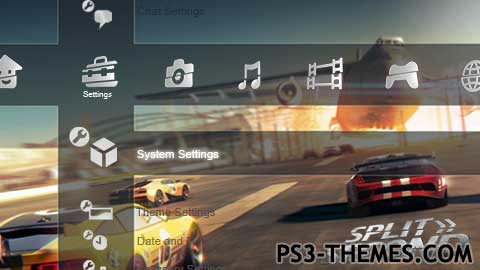 Chat Settings
Settings
System Settings
Theme Settings
Date and
SPLIT
PS3-THEMES.COM